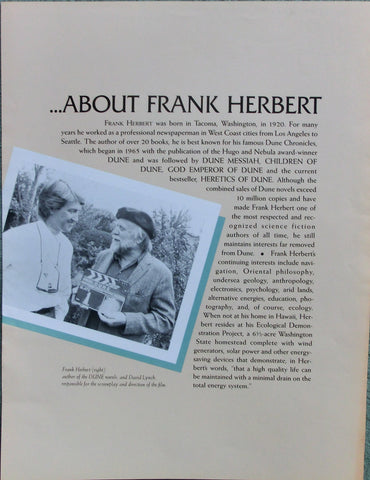 ...ABOUT FRANK HERBERT
FRANK HERBERT was born in Tacoma, Washington, in 1920. For many
years he worked as a professional newspaperman in West Coast cities from Los Angeles to
Seattle. The author of over 20 books, he is best known for his famous Dune Chronicles,
which began in 1965 with the publication of the Hugo and Nebula award-winner
DUNE and was followed by DUNE MESSIAH, CHILDREN OF
DUNE, GOD EMPEROR OF DUNE and the current
bestseller, HERETICS OF DUNE. Although the
combined sales of Dune novels exceed
10 million copies and have
made Frank Herbert one of
the most respected and rec-
ognized science fiction
authors of all time, he still
maintains interests far removed
from Dune. • Frank Herbert's
continuing interests include navi-
gation, Oriental philosophy,
undersea geology, anthropology,
electronics, psychology, arid lands,
alternative energies, education, pho-
tography, and, of course, ecology.
When not at his home in Hawaii, Her-
bert resides at his Ecological Demon-
stration Project, a 6½-acre Washington
State homestead complete with wind
generators, solar power and other energy-
saving devices that demonstrate, in Her-
bert's words, "that a high quality life can
be maintained with a minimal drain on the
total energy system."
Frank Herbert (right)
author of the DUNE novels, and David Lynch,
responsible for the screenplay and direction of the film.